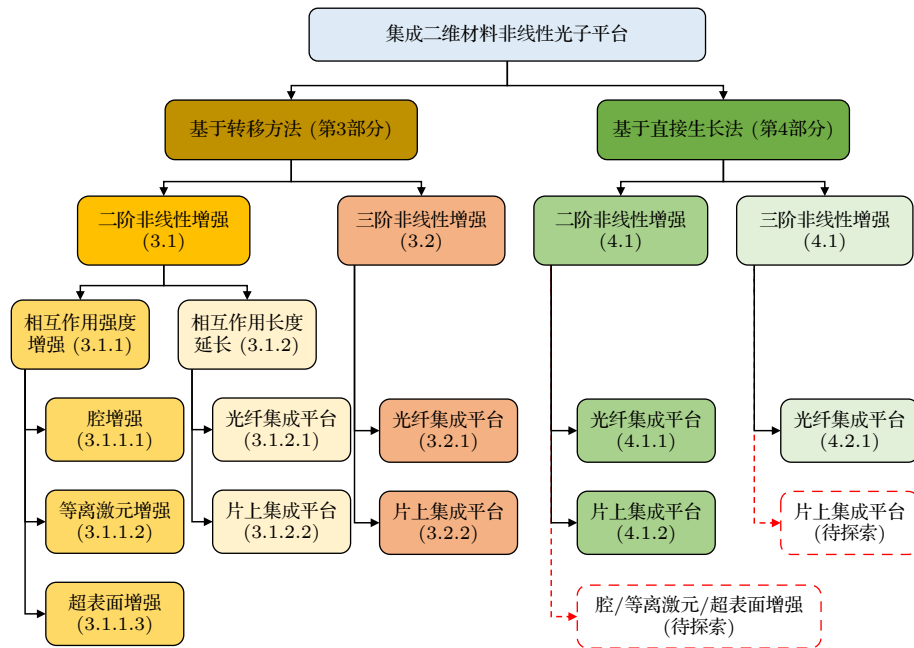 集成二维材料非线性光子平台
基于转移方法 (第3部分)
基于直接生长法 (第4部分)
二阶非线性增强
(3.1)
三阶非线性增强
(3.2)
二阶非线性增强
(4.1)
三阶非线性增强
(4.1)
相互作用强度
增强 (3.1.1)
相互作用长度
延长 (3.1.2)
腔增强
(3.1.1.1)
光纤集成平台
(3.1.2.1)
光纤集成平台
(3.2.1)
光纤集成平台
(4.1.1)
光纤集成平台
(4.2.1)
等离激元增强
(3.1.1.2)
片上集成平台
(3.1.2.2)
片上集成平台
(3.2.2)
片上集成平台
(4.1.2)
片上集成平台
(待探索)
超表面增强
(3.1.1.3)
腔/等离激元/超表面增强
(待探索)